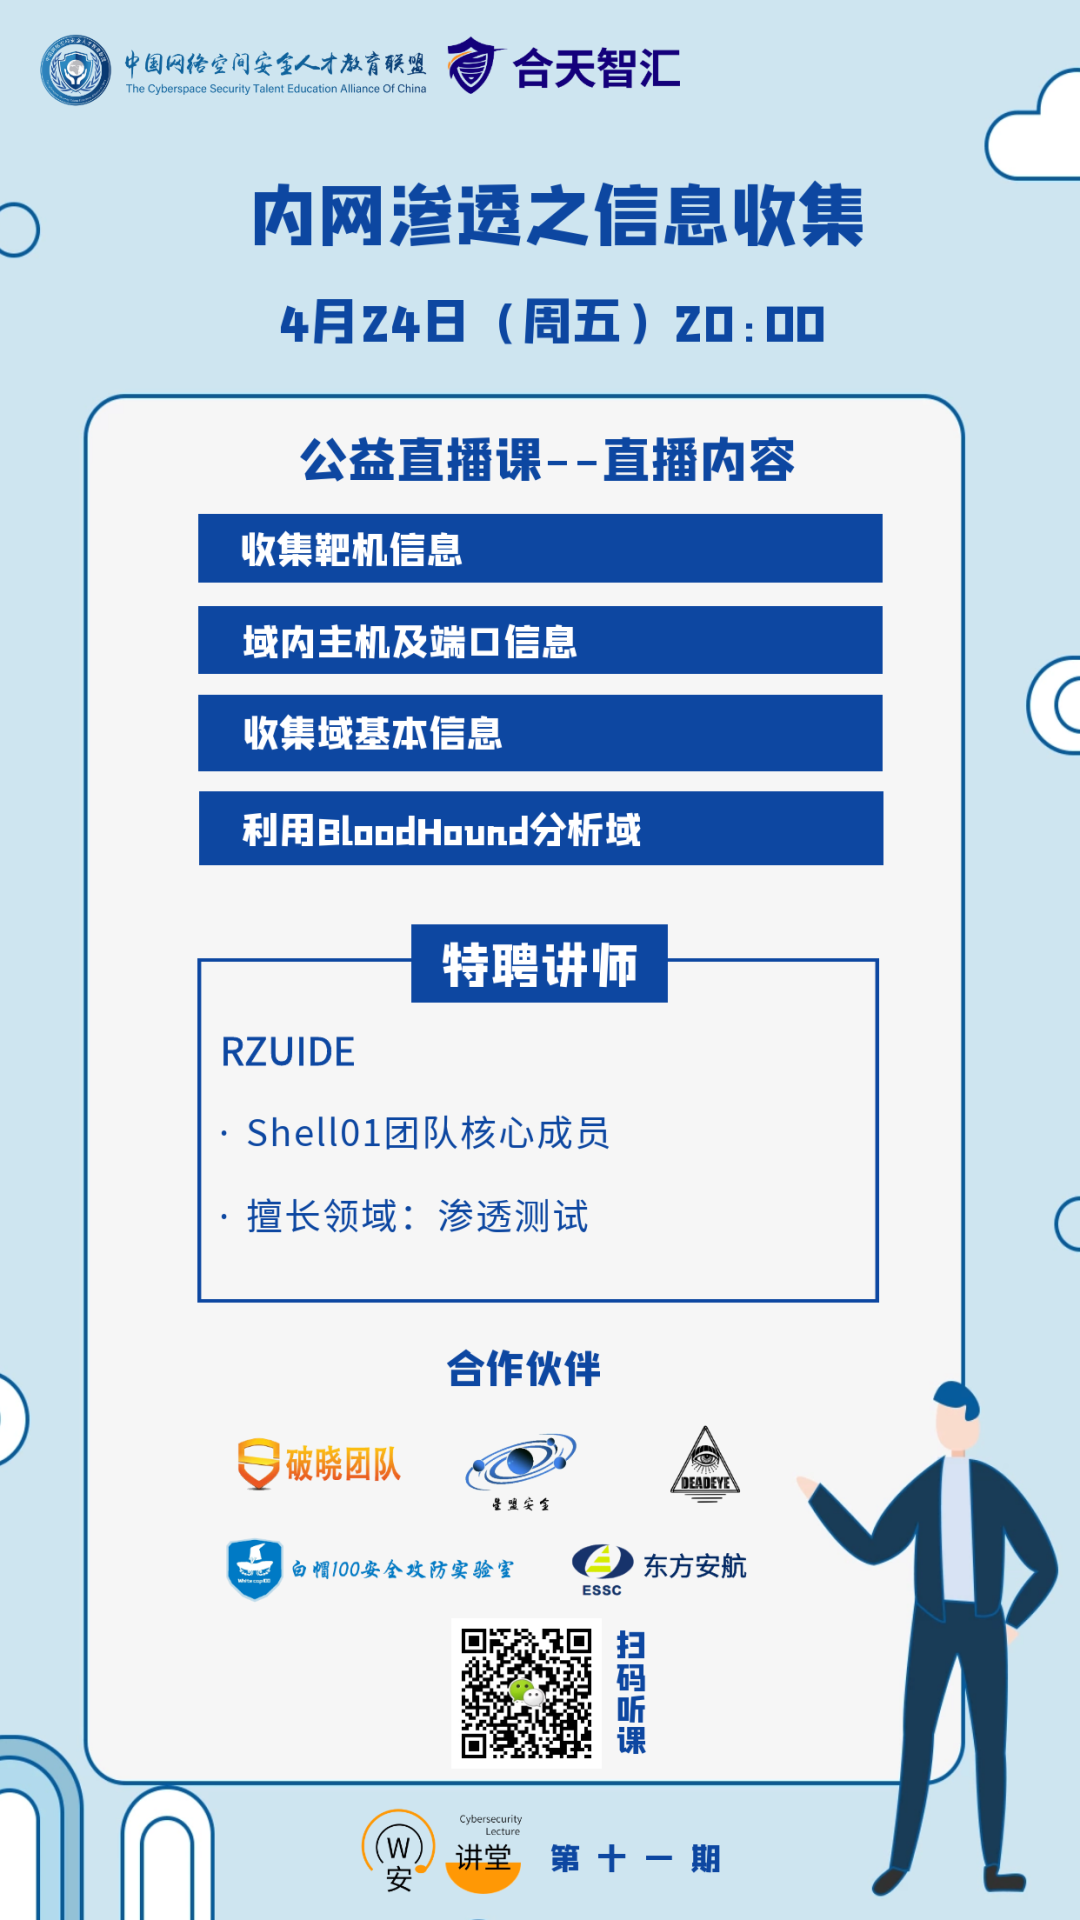 中国网络空间安全人才教育联盟
The Cyberspace Security Talent Education Alliance Of China
合天智汇
内网渗透之信息收集
4月24日（周五）20:00
公益直播课--直播内容
收集靶机信息
域内主机及端口信息
收集域基本信息
利用BloodHound分析域
特聘讲师
RZUIDE
· Shell01团队核心成员
· 擅长领域：渗透测试
合作伙伴
破晓团队
星盟安全
DEADEYE
白帽100安全攻防实验室
ESSC
东方安航
扫码听课
W安
Cybersecurity
Lecture
讲堂
第十一期